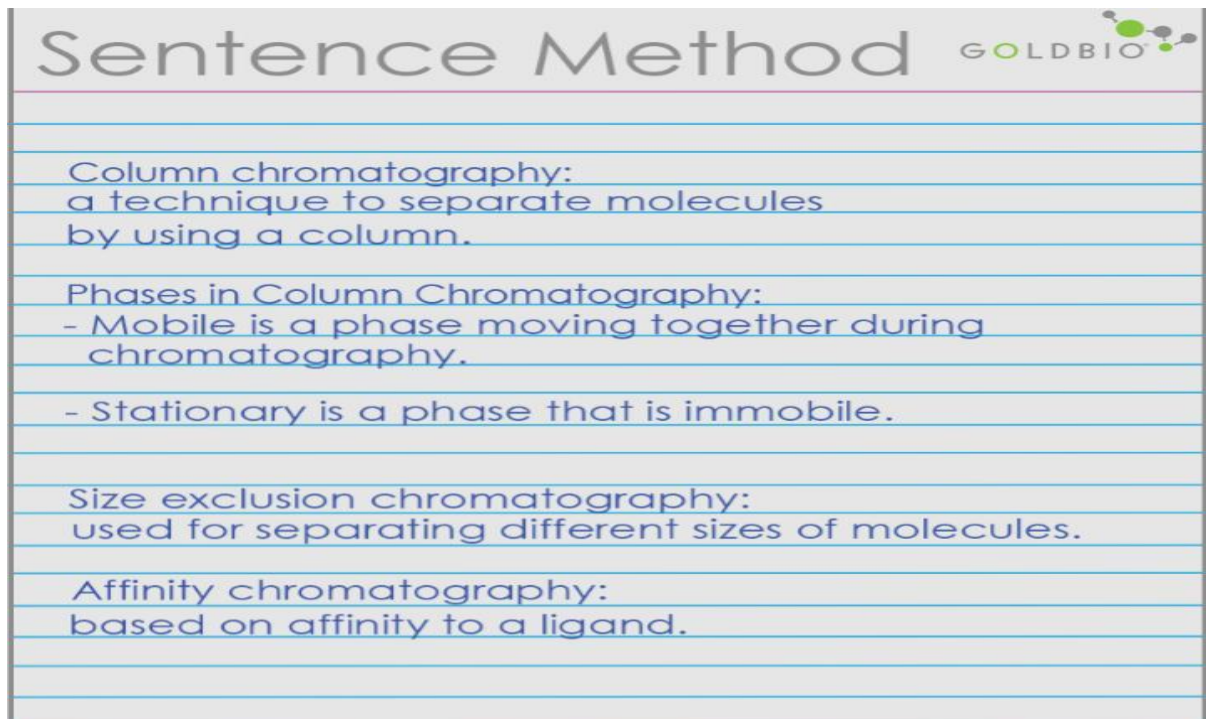 Sentence Method
GOLDBIO
Column chromatography:
a technique to separate molecules
by using a column.
Phases in Column Chromatography:
- Mobile is a phase moving together during
chromatography.
- Stationary is a phase that is immobile.
Size exclusion chromatography:
used for separating different sizes of molecules.
Affinity chromatography:
based on affinity to a ligand.